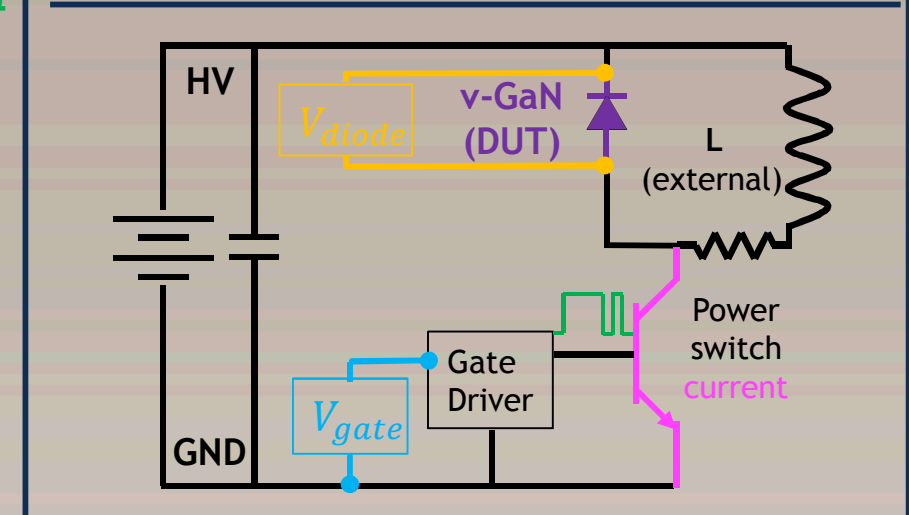 HV
v-GaN
(DUT)
V_diode
L
(external)
Power
switch
current
Gate
Driver
V_gate
GND